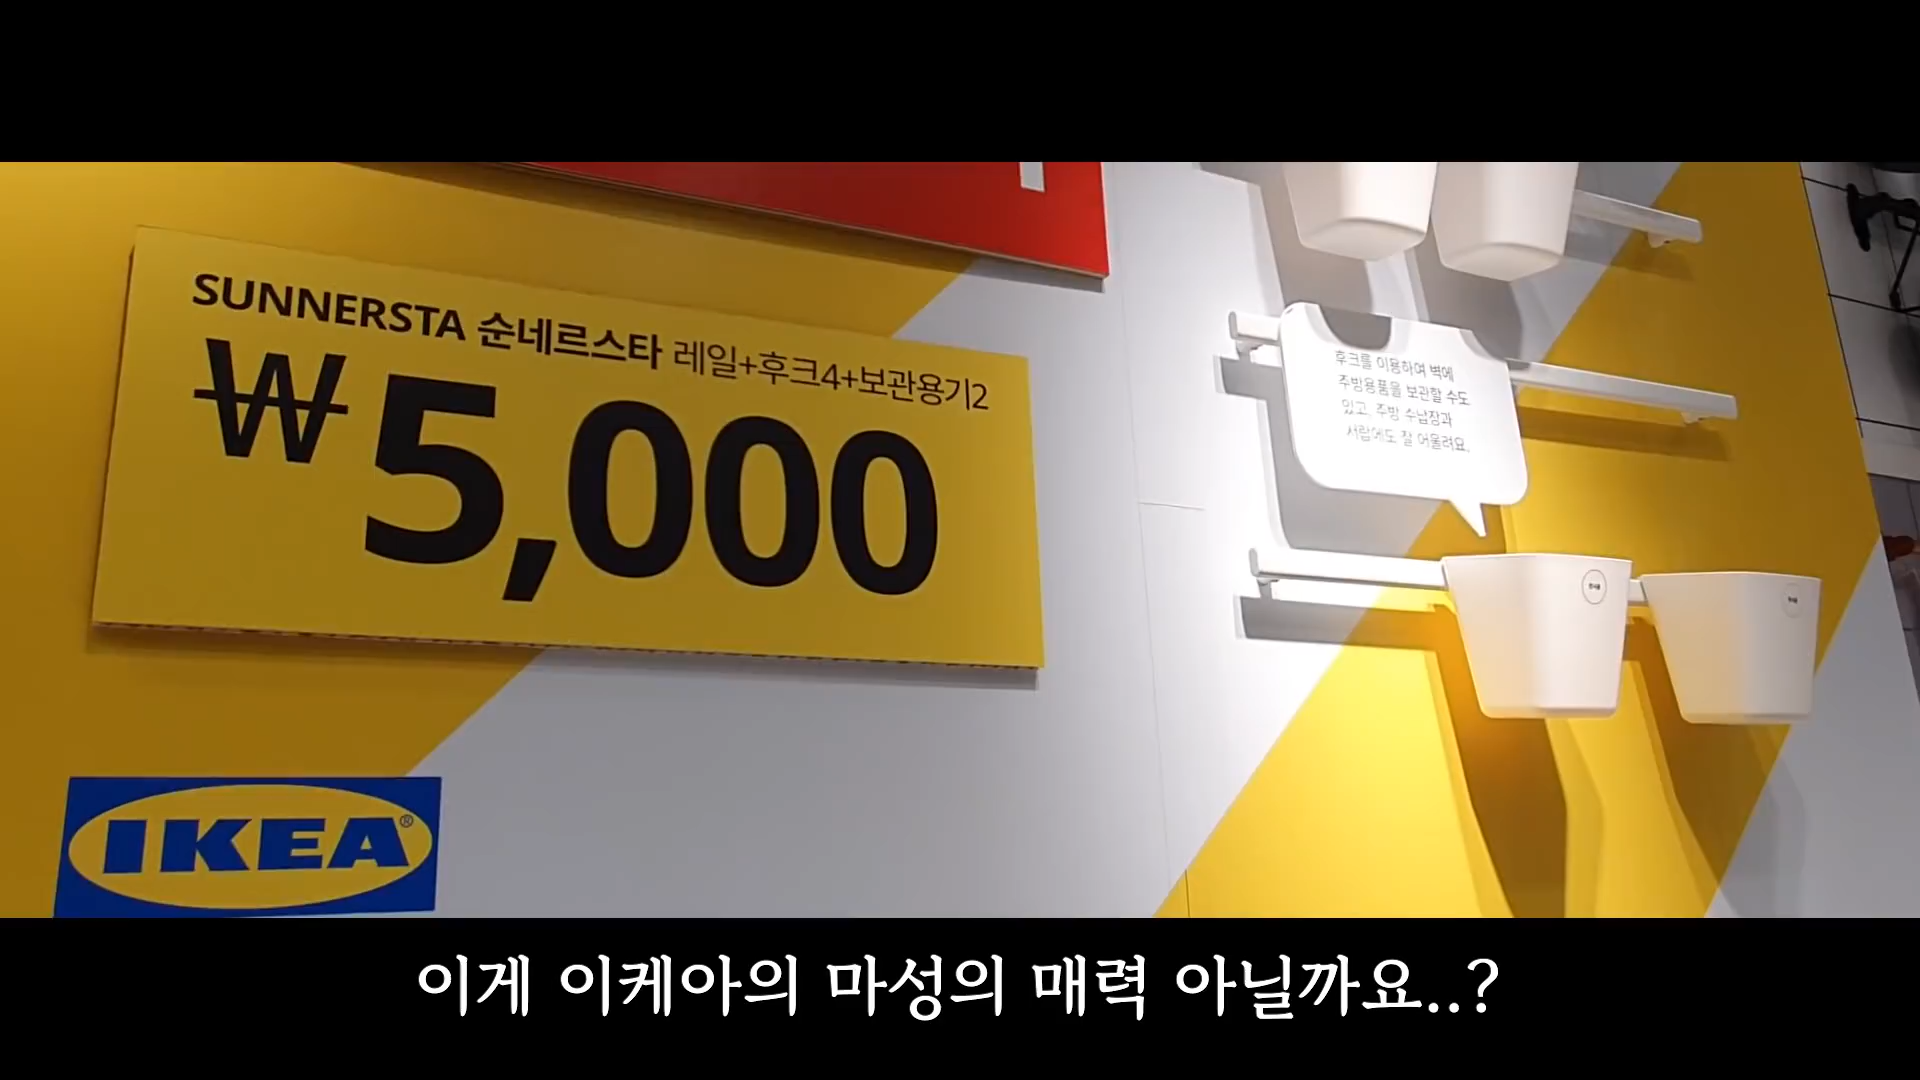 SUNNERSTA 순네르스타 레일+후크4+보관용기2
₩5,000
후크를 이용하여 벽에
주방용품을 보관할 수도
있고, 주방 수납장과
서랍에도 잘 어울려요.
IKEA®
이게 이케아의 마성의 매력 아닐까요..?